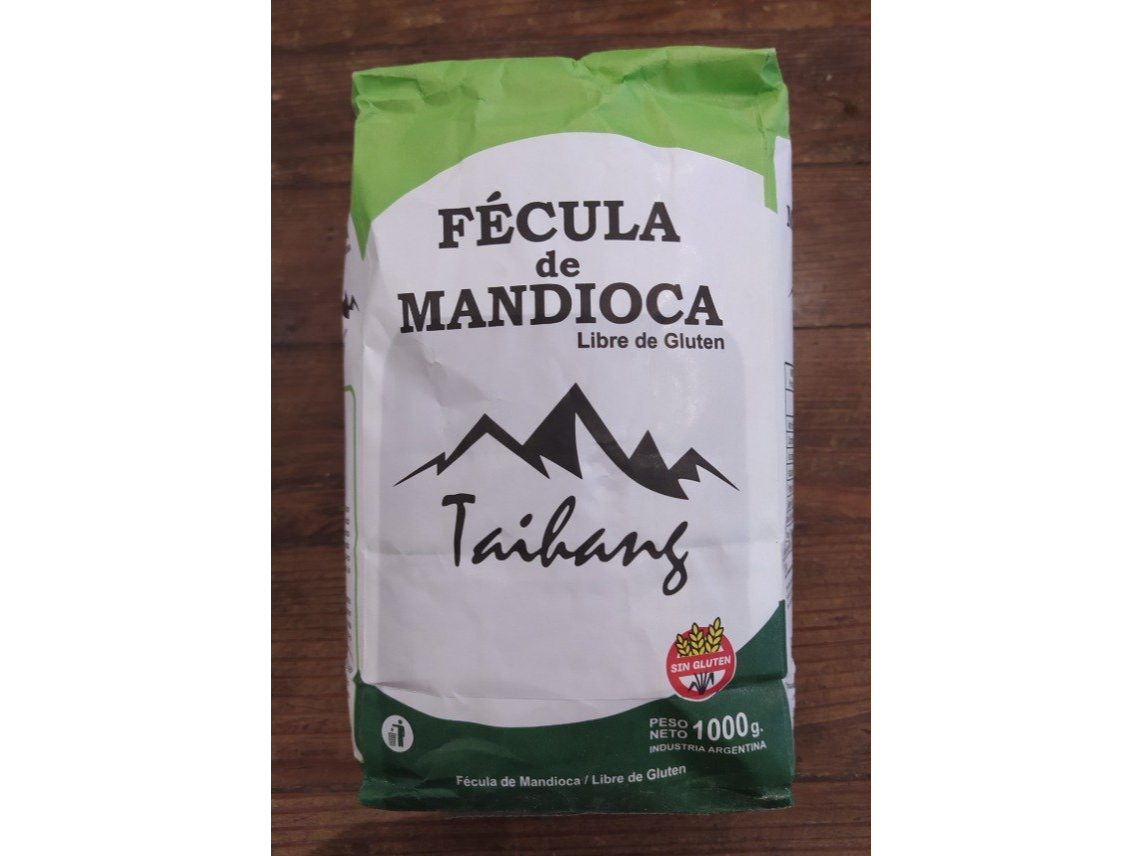 FÉCULA
de
MANDIOCA
Libre de Gluten
Taihang
SIN GLUTEN
PESO
NETO 1000 g.
INDUSTRIA ARGENTINA
Fécula de Mandioca / Libre de Gluten